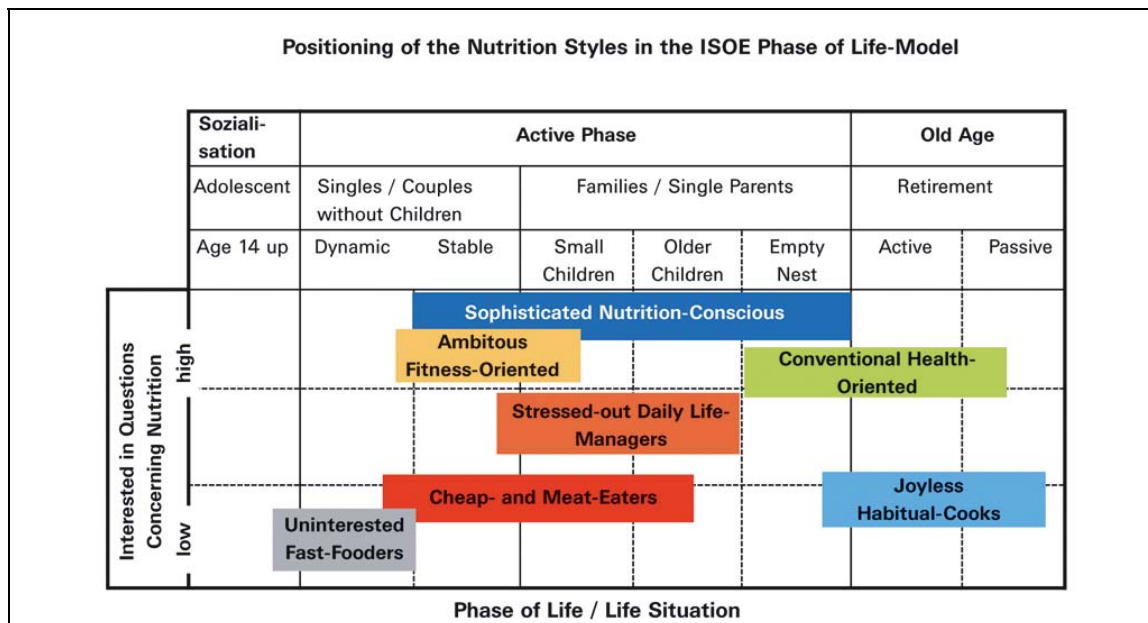 Positioning of the Nutrition Styles in the ISOE Phase of Life-Model
Soziali-
sation
Active Phase
Old Age
Adolescent
Singles / Couples
without Children
Families / Single Parents
Retirement
Age 14 up
Dynamic
Stable
Small
Children
Older
Children
Empty
Nest
Active
Passive
Interested in Questions
Concerning Nutrition
high
low
Sophisticated Nutrition-Conscious
Ambitous
Fitness-Oriented
Conventional Health-
Oriented
Stressed-out Daily Life-
Managers
Cheap- and Meat-Eaters
Joyless
Habitual-Cooks
Uninterested
Fast-Fooders
Phase of Life / Life Situation